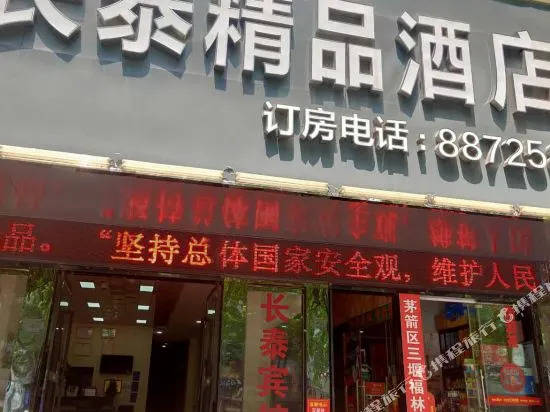 长泰精品酒店
订房电话：88725
品。“坚持总体国家安全观，维护人民
长泰宾
茅箭区三堰福林
携程旅行